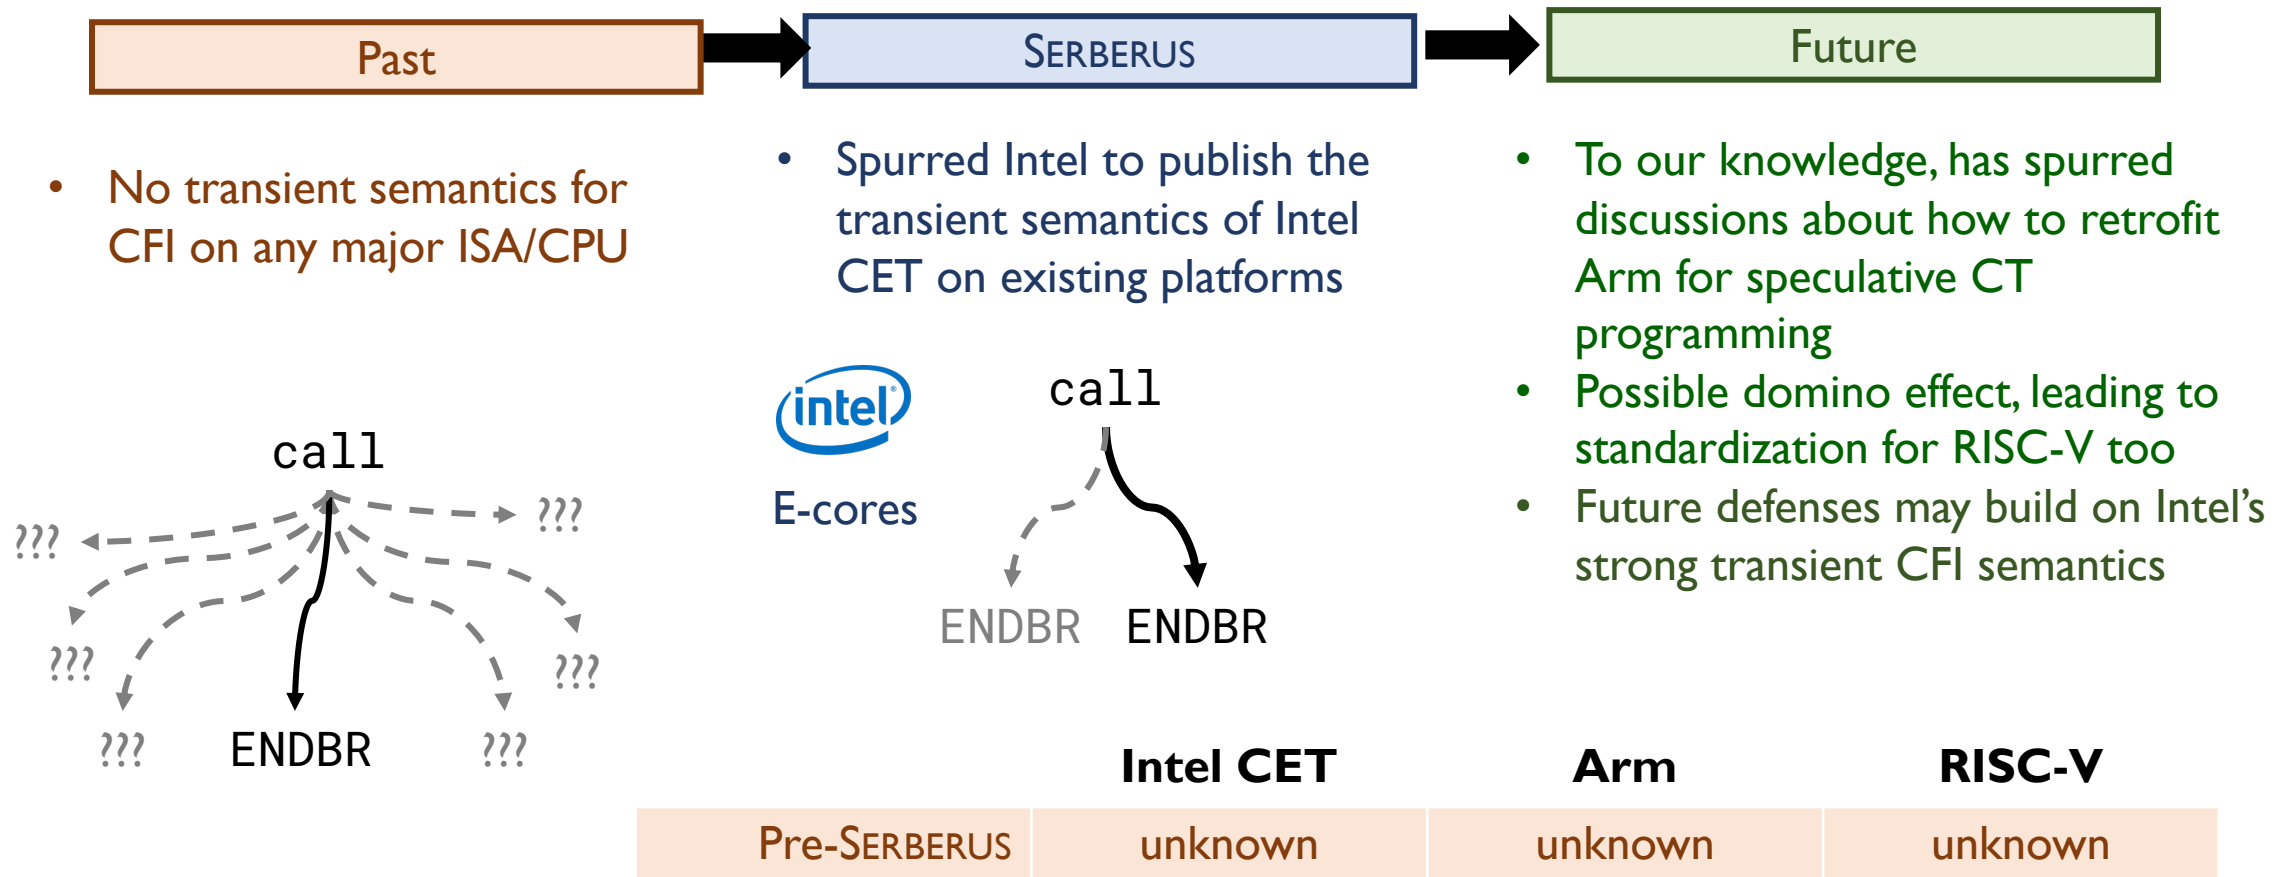 Past
SERBERUS
Future
• No transient semantics for
CFI on any major ISA/CPU
• Spurred Intel to publish the
transient semantics of Intel
CET on existing platforms
• To our knowledge, has spurred
discussions about how to retrofit
Arm for speculative CT
programming
• Possible domino effect, leading to
standardization for RISC-V too
• Future defenses may build on Intel's
strong transient CFI semantics
call
???
???
???
???
???
???
ENDBR
intel®
E-cores
call
ENDBR
ENDBR
Intel CET
Arm
RISC-V
Pre-SERBERUS
unknown
unknown
unknown